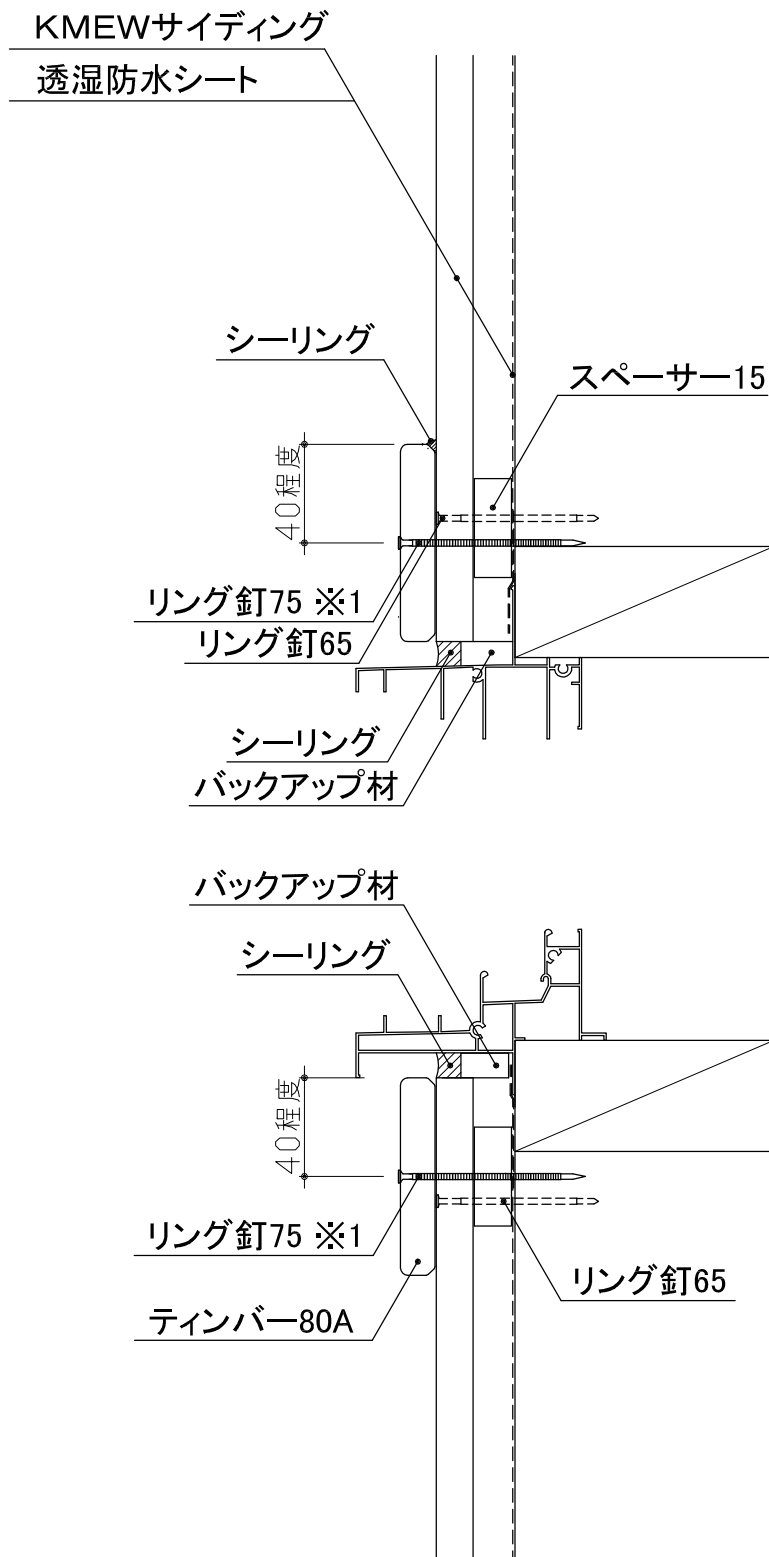 KMEWサイディング
透湿防水シート
シーリング
スペーサー15
40程度
リング釘75 ※1
リング釘65
シーリング
バックアップ材
バックアップ材
シーリング
40程度
リング釘75 ※1
リング釘65
ティンバー80A